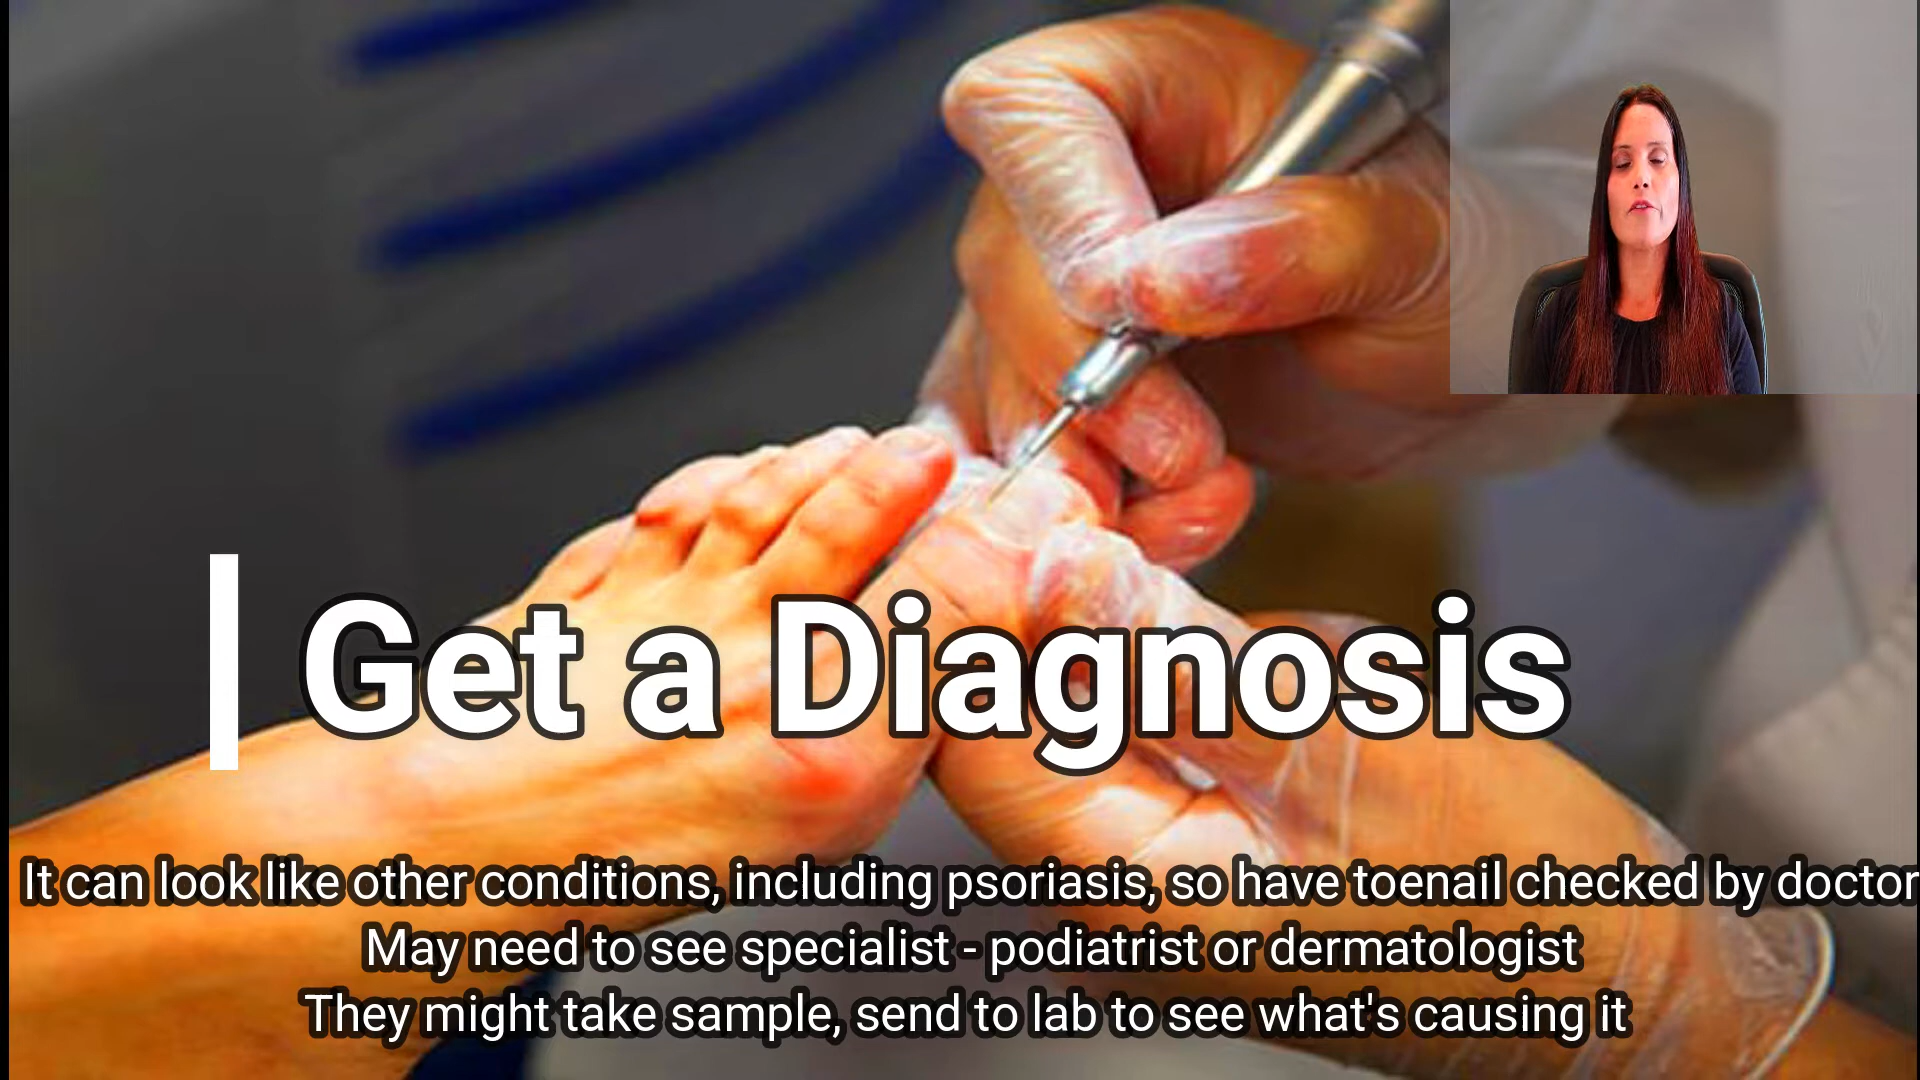 Get a Diagnosis
It can look like other conditions, including psoriasis, so have toenail checked by doctor
May need to see specialist - podiatrist or dermatologist
They might take sample, send to lab to see what's causing it